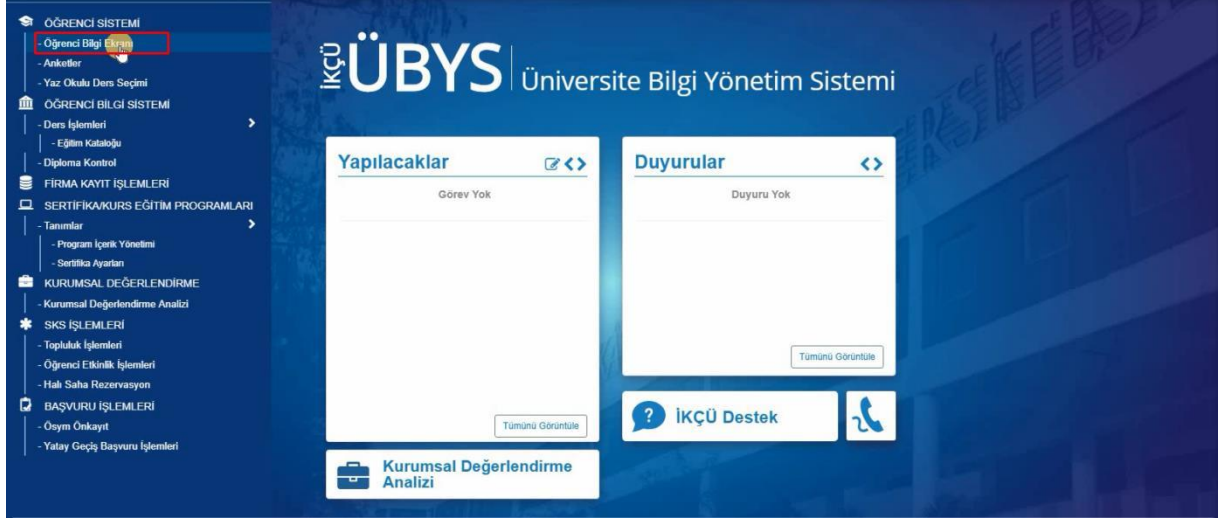 ÖĞRENCİ SİSTEMİ
- Öğrenci Bilgi Ekranı
- Anketler
- Yaz Okulu Ders Seçimi
ÖĞRENCİ BİLGİ SİSTEMİ
- Ders İşlemleri
- Eğitim Kataloğu
- Diploma Kontrol
FİRMA KAYIT İŞLEMLERİ
SERTİFİKA/KURS EĞİTİM PROGRAMLARI
- Tanımlar
- Program İçerik Yönetimi
- Sertifika Ayarları
KURUMSAL DEĞERLENDİRME
- Kurumsal Değerlendirme Analizi
SKS İŞLEMLERİ
- Topluluk İşlemleri
- Öğrenci Etkinlik İşlemleri
- Halı Saha Rezervasyon
BAŞVURU İŞLEMLERİ
- Ösym Önkayıt
- Yatay Geçiş Başvuru İşlemleri
İKÇÜ ÜBYS Üniversite Bilgi Yönetim Sistemi
Yapılacaklar
Görev Yok
Tümünü Görüntüle
Kurumsal Değerlendirme
Analizi
Duyurular
Duyuru Yok
Tümünü Görüntüle
İKÇÜ Destek